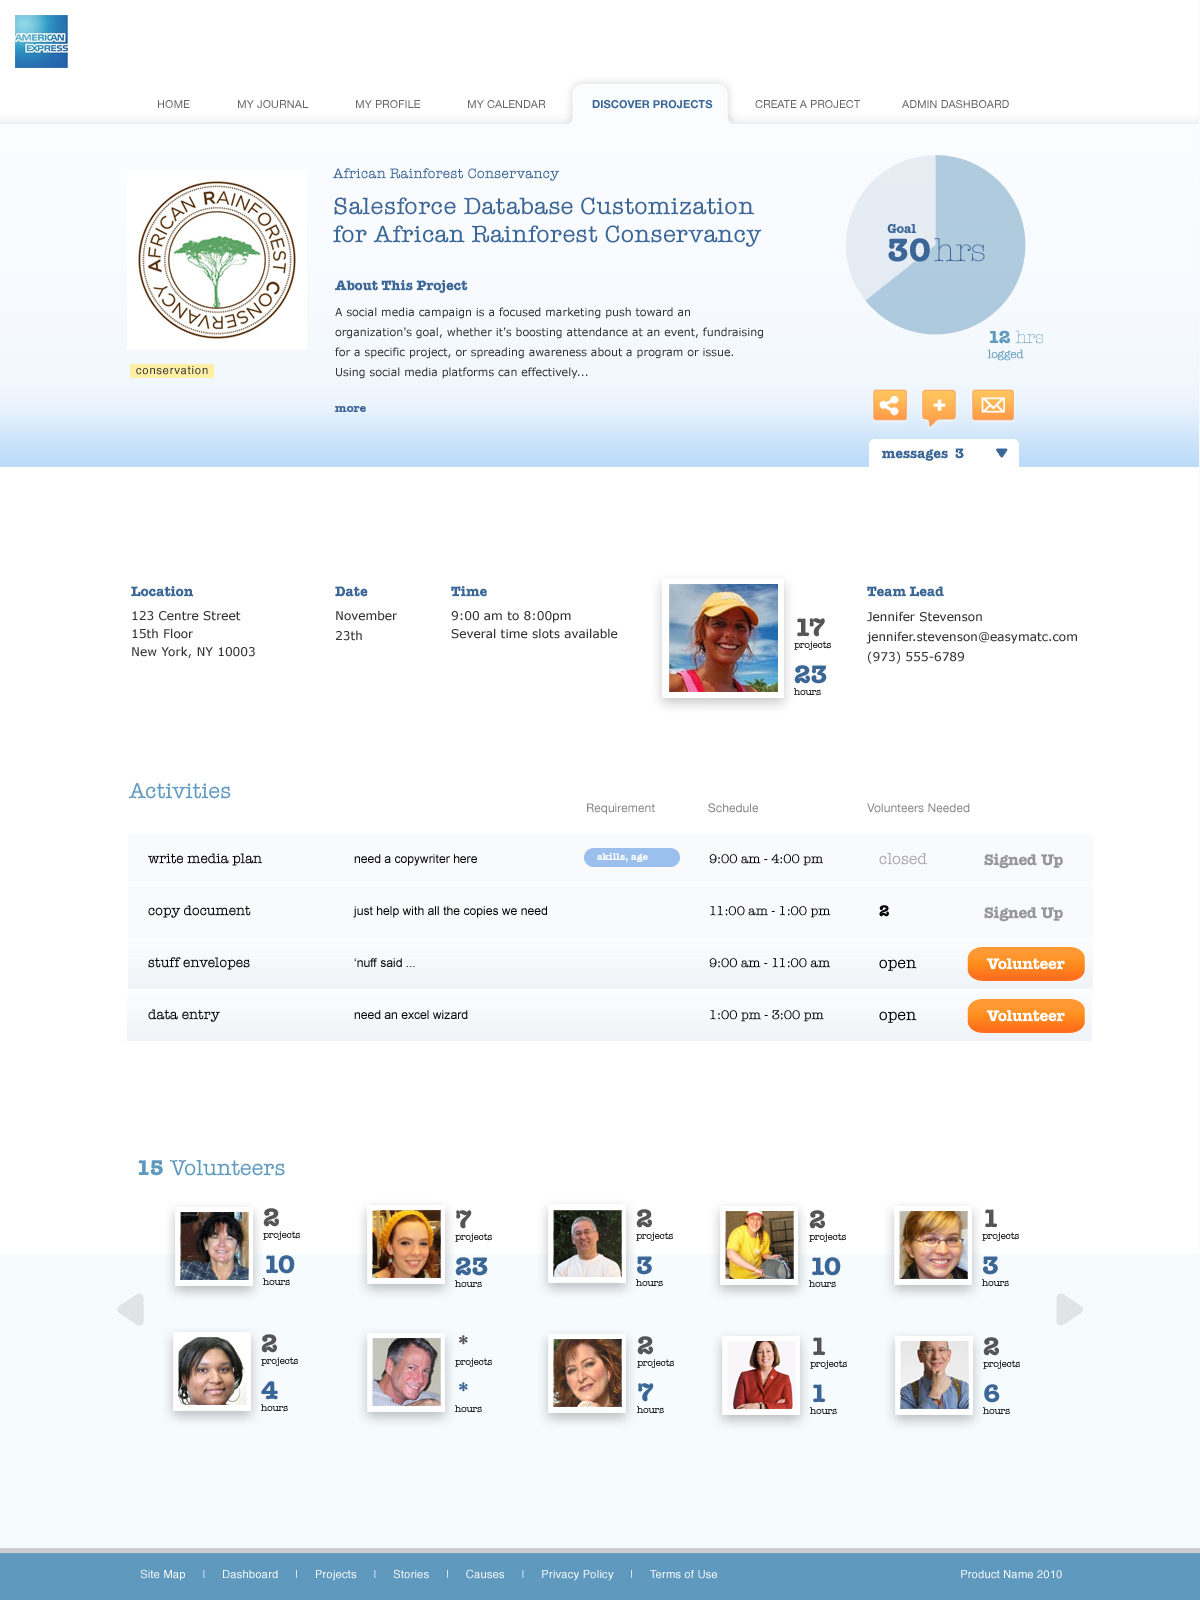 AMERICAN
EXPRESS
HOME MY JOURNAL MY PROFILE MY CALENDAR DISCOVER PROJECTS CREATE A PROJECT ADMIN DASHBOARD
AFRICAN RAINFOREST CONSERVANCY
conservation
African Rainforest Conservancy
Salesforce Database Customization
for African Rainforest Conservancy
About This Project
A social media campaign is a focused marketing push toward an
organization's goal, whether it's boosting attendance at an event, fundraising
for a specific project, or spreading awareness about a program or issue.
Using social media platforms can effectively...
more
Goal
30 hrs
12 hrs
logged
messages 3
Location
123 Centre Street
15th Floor
New York, NY 10003
Date
November
23th
Time
9:00 am to 8:00pm
Several time slots available
17
projects
23
hours
Team Lead
Jennifer Stevenson
jennifer.stevenson@easymatc.com
(973) 555-6789
Activities
Requirement Schedule Volunteers Needed
write media plan need a copywriter here skills, age 9:00 am - 4:00 pm closed Signed Up
copy document just help with all the copies we need 11:00 am - 1:00 pm 2 Signed Up
stuff envelopes 'nuff said ... 9:00 am - 11:00 am open Volunteer
data entry need an excel wizard 1:00 pm - 3:00 pm open Volunteer
15 Volunteers
2 7 2 2 1
projects projects projects projects projects
10 23 3 10 3
hours hours hours hours hours
2 * 2 1 2
projects projects projects projects projects
4 * 7 1 6
hours hours hours hours hours
Site Map | Dashboard | Projects | Stories | Causes | Privacy Policy | Terms of Use Product Name 2010